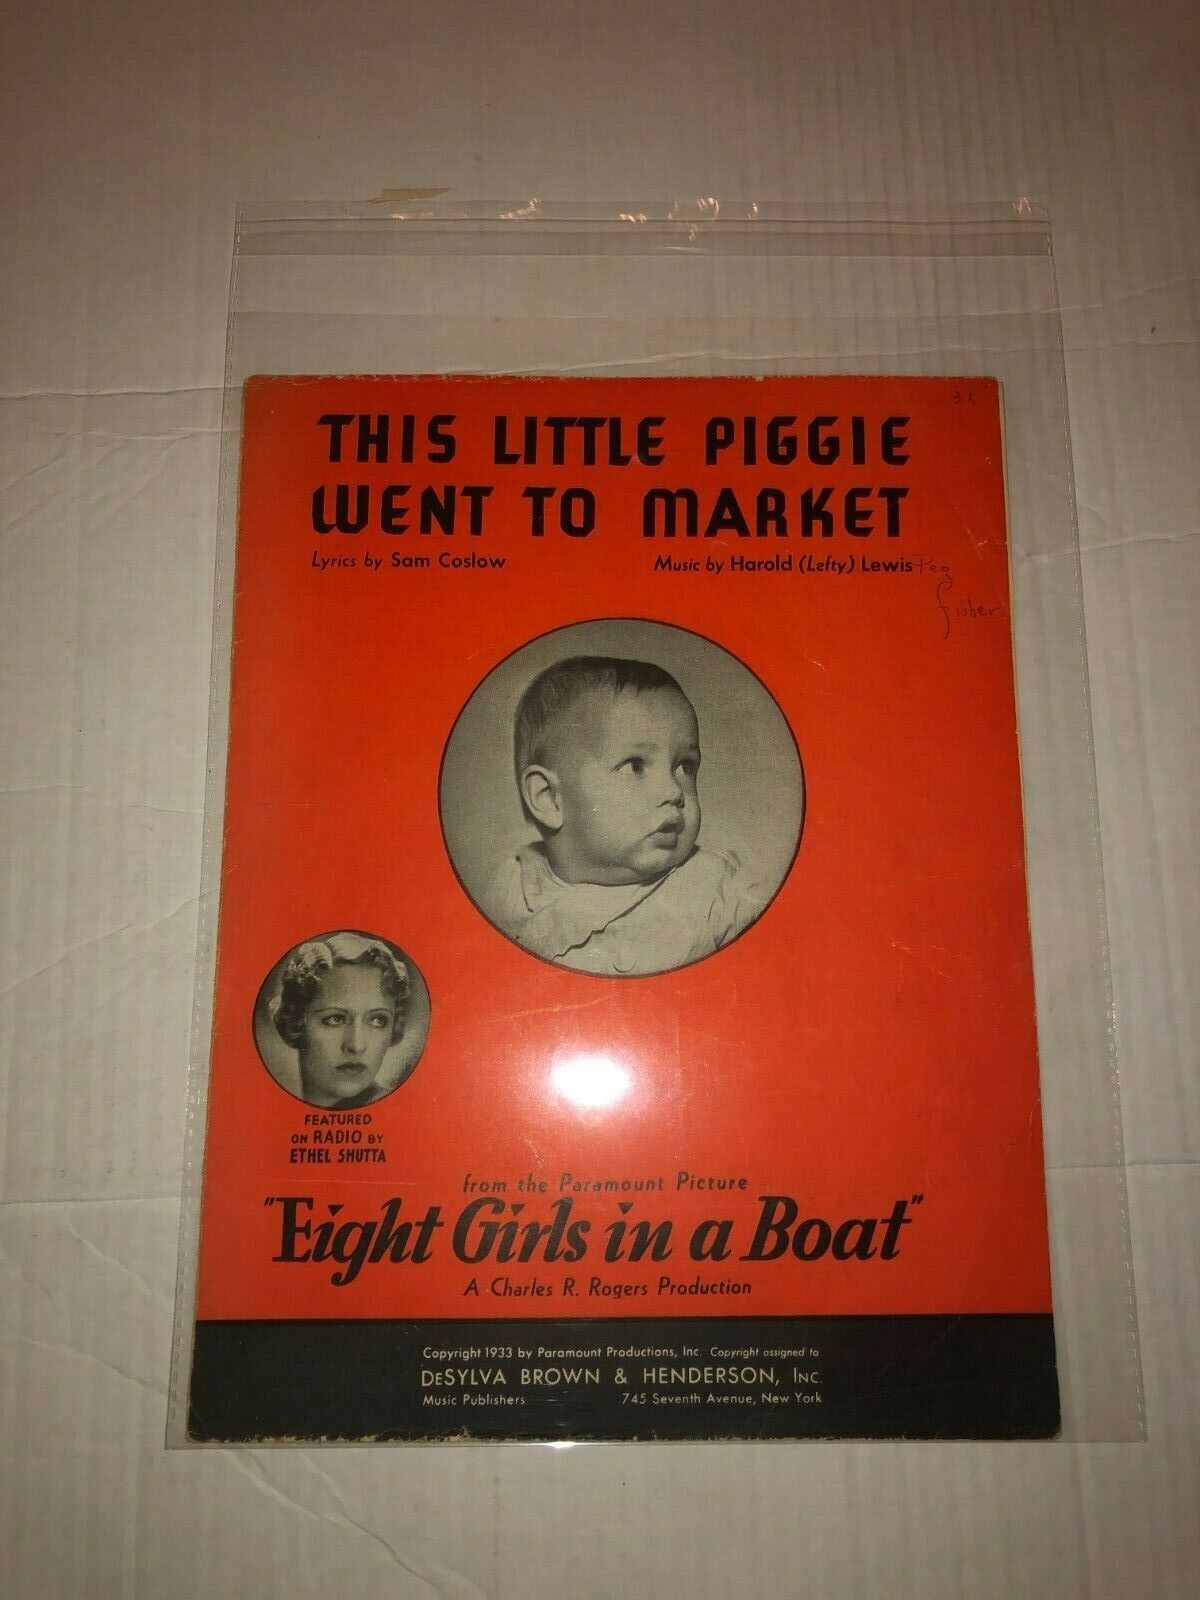 THIS LITTLE PIGGIE
WENT TO MARKET
Lyrics by Sam Coslow
Music by Harold (Lefty) Lewis
Peg
Fisher
FEATURED
ON RADIO BY
ETHEL SHUTTA
from the Paramount Picture
"Eight Girls in a Boat"
A Charles R. Rogers Production
Copyright 1933 by Paramount Productions, Inc. Copyright assigned to
DeSYLVA BROWN & HENDERSON, INC.
Music Publishers 745 Seventh Avenue, New York